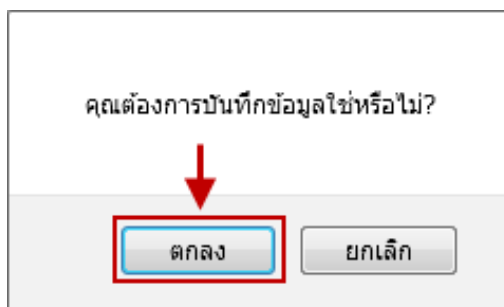 คุณต้องการบันทึกข้อมูลใช่หรือไม่?
ตกลง
ยกเลิก